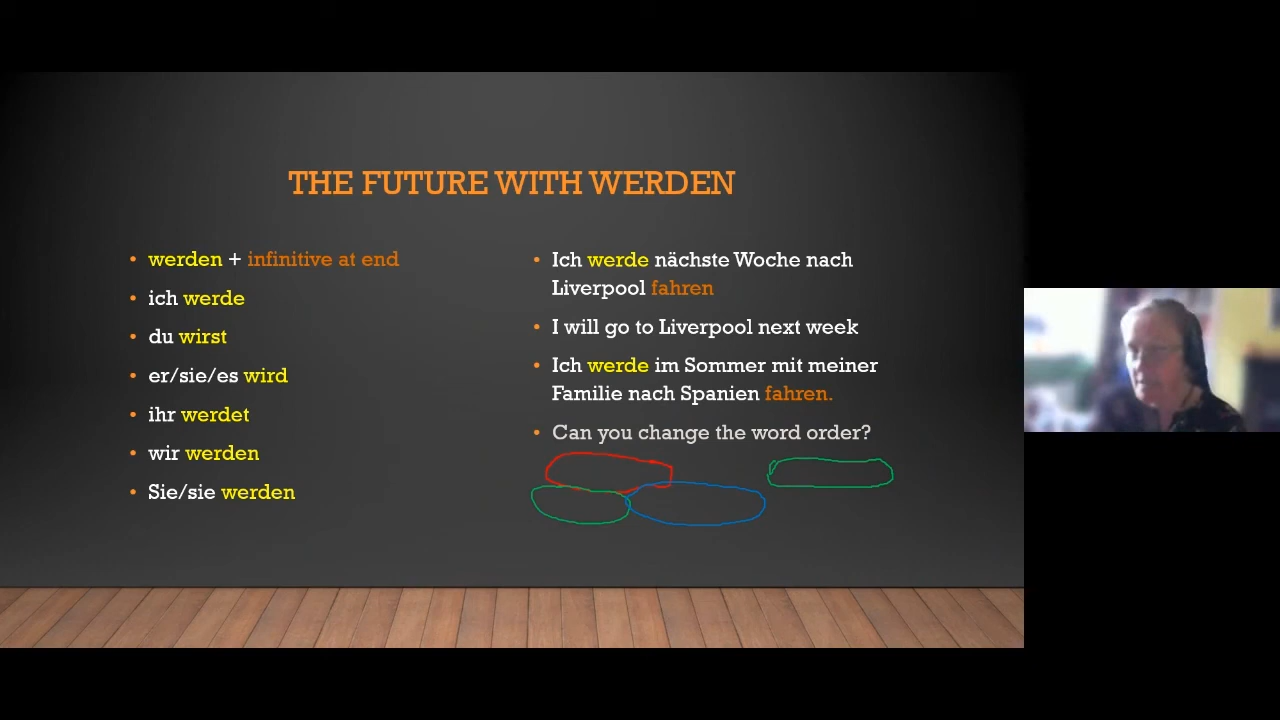 THE FUTURE WITH WERDEN
werden + infinitive at end
ich werde
du wirst
er/sie/es wird
ihr werdet
wir werden
Sie/sie werden
Ich werde nächste Woche nach
Liverpool fahren
I will go to Liverpool next week
Ich werde im Sommer mit meiner
Familie nach Spanien fahren.
Can you change the word order?